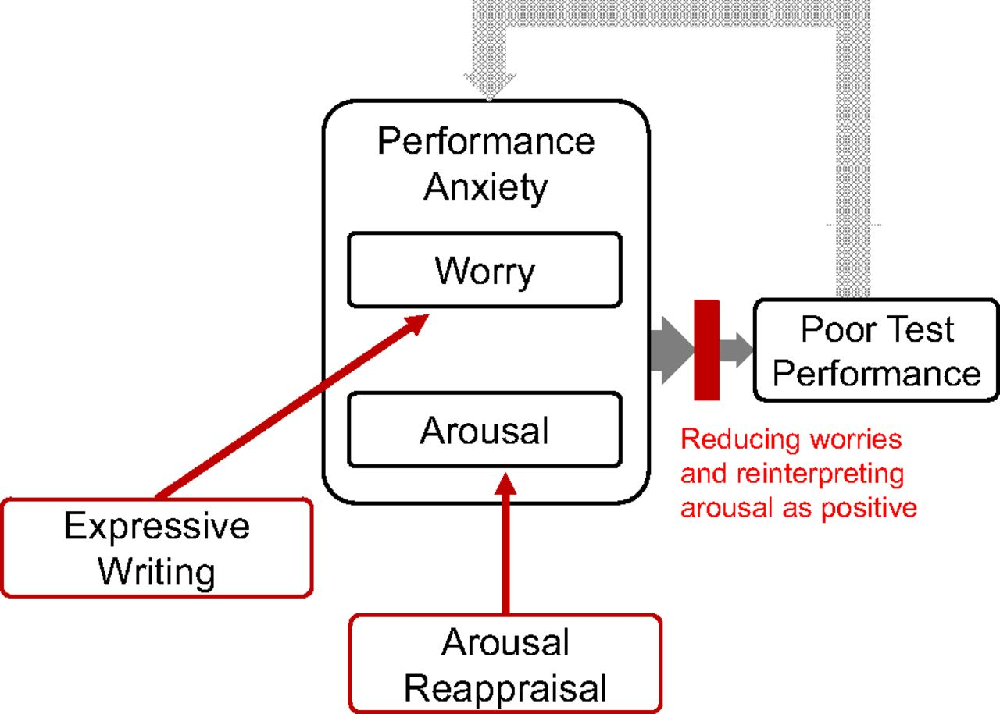 Performance
Anxiety
Worry
Poor Test
Performance
Arousal
Reducing worries
and reinterpreting
arousal as positive
Expressive
Writing
Arousal
Reappraisal